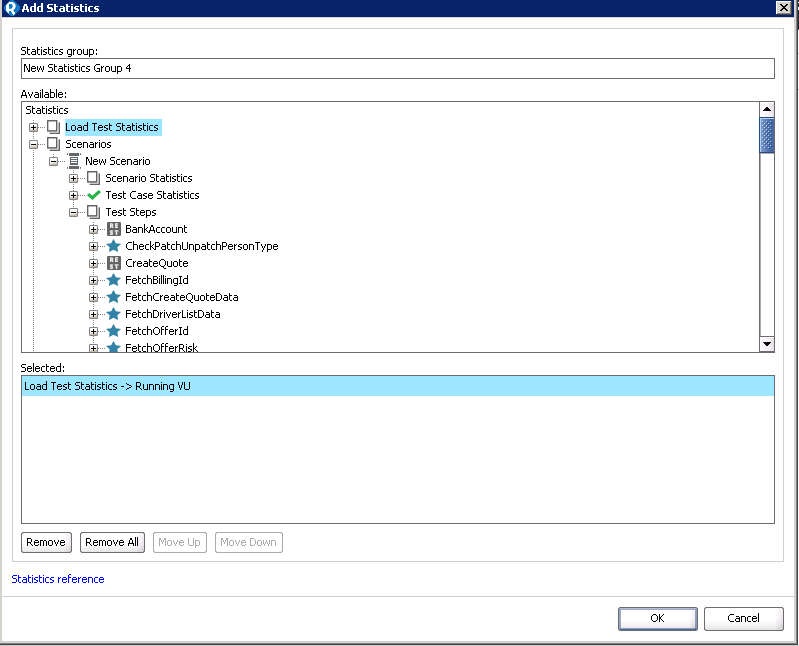 Add Statistics
Statistics group:
New Statistics Group 4
Available:
Statistics
Load Test Statistics
Scenarios
New Scenario
Scenario Statistics
Test Case Statistics
Test Steps
REST BankAccount
CheckPatchUnpatchPersonType
REST CreateQuote
FetchBillingId
FetchCreateQuoteData
FetchDriverListData
FetchOfferId
FetchOfferRisk
Selected:
Load Test Statistics -> Running VU
Remove Remove All Move Up Move Down
Statistics reference
OK Cancel